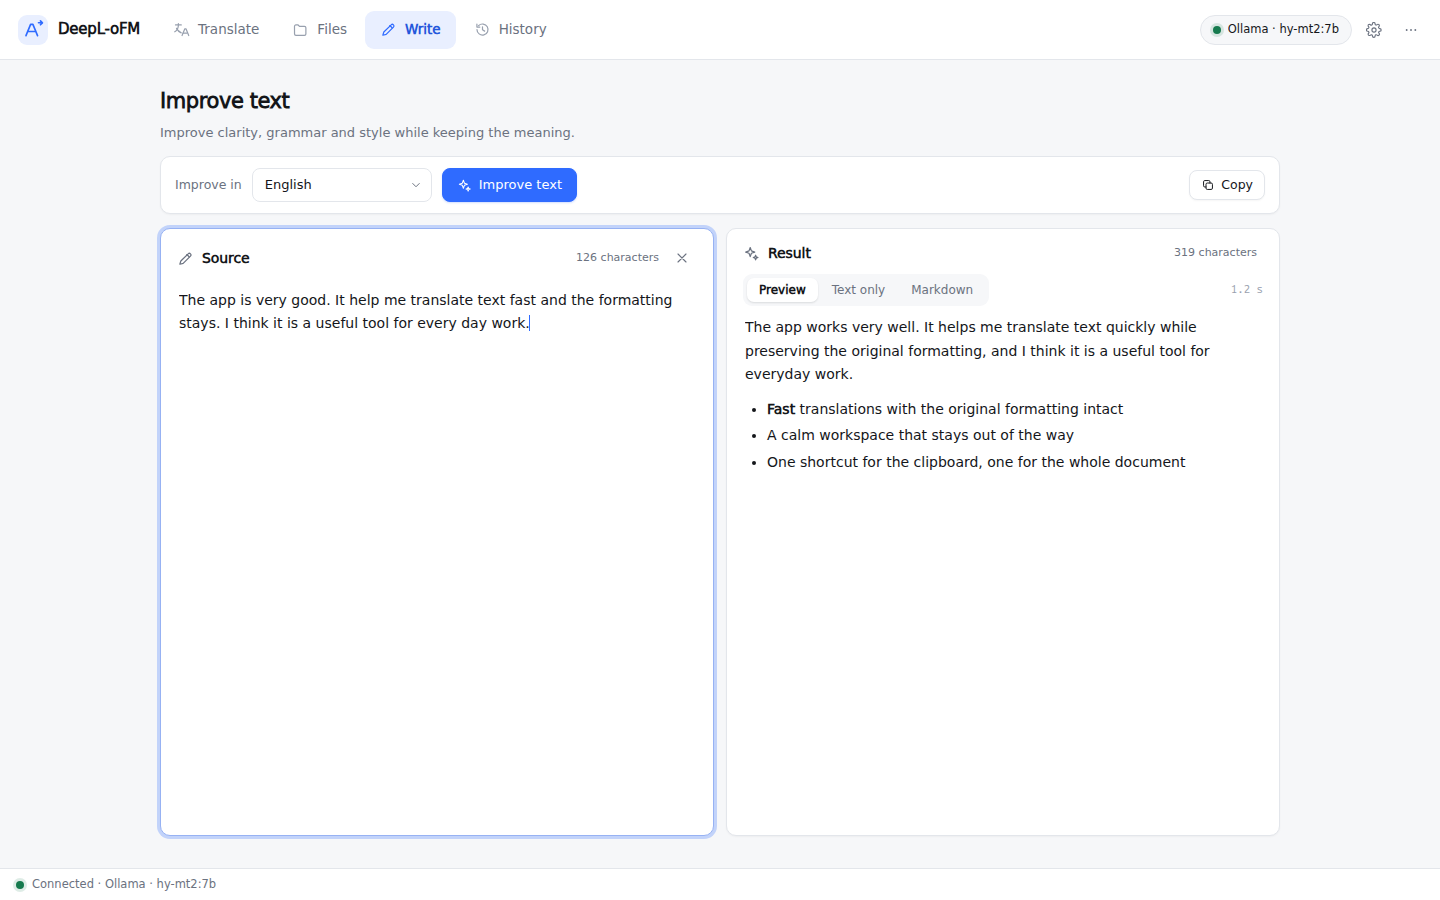 DeepL-oFM
Translate
Files
Write
History
Ollama · hy-mt2:7b
Improve text
Improve clarity, grammar and style while keeping the meaning.
Improve in
English
Improve text
Copy
Source
126 characters
The app is very good. It help me translate text fast and the formatting
stays. I think it is a useful tool for every day work.
Result
319 characters
Preview
Text only
Markdown
1.2 s
The app works very well. It helps me translate text quickly while
preserving the original formatting, and I think it is a useful tool for
everyday work.
• Fast translations with the original formatting intact
• A calm workspace that stays out of the way
• One shortcut for the clipboard, one for the whole document
Connected · Ollama · hy-mt2:7b